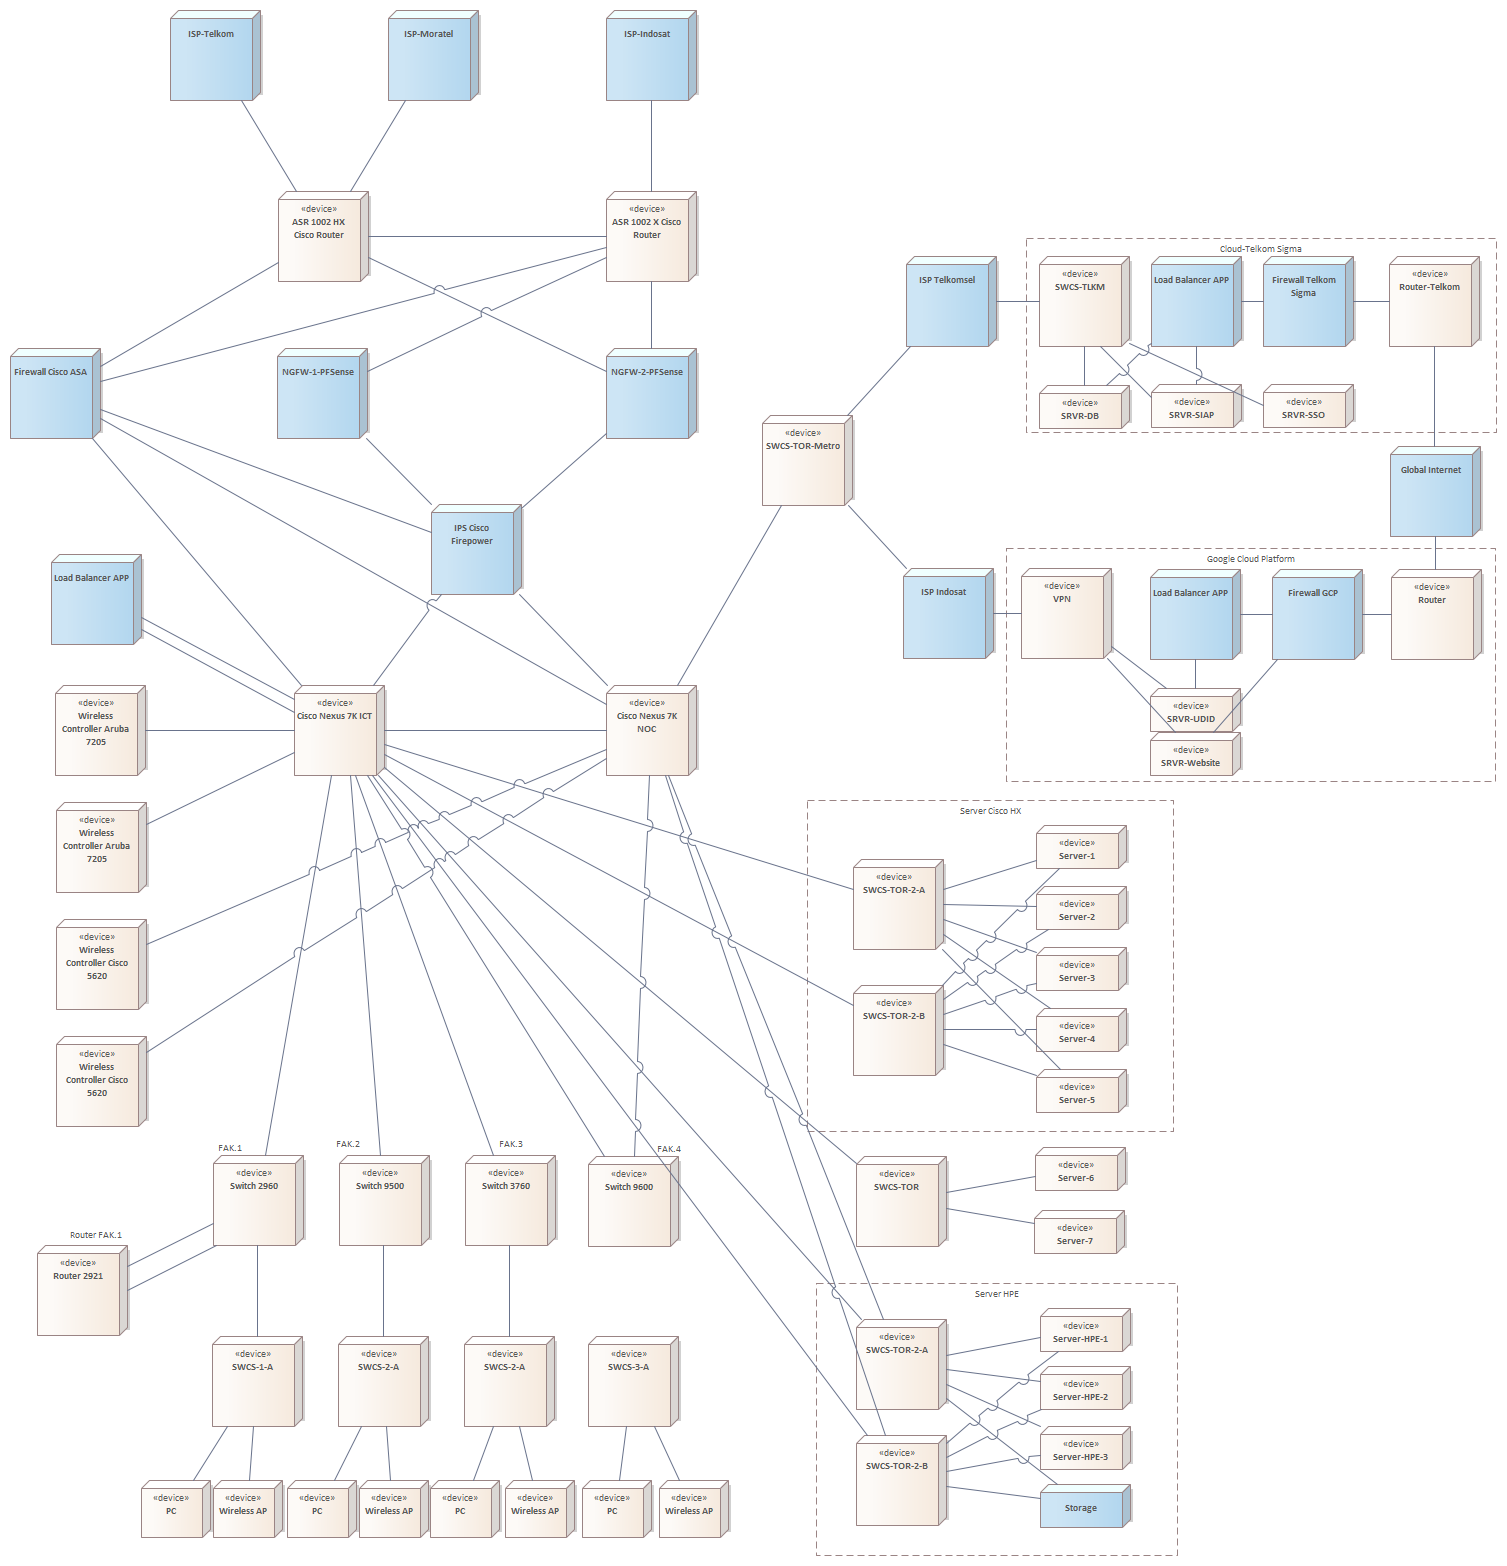 ISP-Telkom
ISP-Moratel
ISP-Indosat
«device»
ASR 1002 HX
Cisco Router
«device»
ASR 1002 X Cisco
Router
Firewall Cisco ASA
NGFW-1-PFSense
NGFW-2-PFSense
IPS Cisco
Firepower
Load Balancer APP
«device»
Wireless
Controller Aruba
7205
«device»
Cisco Nexus 7K ICT
«device»
Cisco Nexus 7K
NOC
«device»
Wireless
Controller Aruba
7205
«device»
Wireless
Controller Cisco
5620
«device»
Wireless
Controller Cisco
5620
«device»
SWCS-TOR-Metro
ISP Telkomsel
ISP Indosat
Cloud-Telkom Sigma
«device»
SWCS-TLKM
Load Balancer APP
Firewall Telkom
Sigma
«device»
Router-Telkom
«device»
SRVR-DB
«device»
SRVR-SIAP
«device»
SRVR-SSO
Global Internet
Google Cloud Platform
«device»
VPN
Load Balancer APP
Firewall GCP
«device»
Router
«device»
SRVR-UDID
«device»
SRVR-Website
Server Cisco HX
«device»
SWCS-TOR-2-A
«device»
SWCS-TOR-2-B
«device»
Server-1
«device»
Server-2
«device»
Server-3
«device»
Server-4
«device»
Server-5
«device»
SWCS-TOR
«device»
Server-6
«device»
Server-7
Server HPE
«device»
SWCS-TOR-2-A
«device»
SWCS-TOR-2-B
«device»
Server-HPE-1
«device»
Server-HPE-2
«device»
Server-HPE-3
Storage
FAK.1
FAK.2
FAK.3
FAK.4
«device»
Switch 2960
«device»
Switch 9500
«device»
Switch 3760
«device»
Switch 9600
Router FAK.1
«device»
Router 2921
«device»
SWCS-1-A
«device»
SWCS-2-A
«device»
SWCS-2-A
«device»
SWCS-3-A
«device»
PC
«device»
Wireless AP
«device»
PC
«device»
Wireless AP
«device»
PC
«device»
Wireless AP
«device»
PC
«device»
Wireless AP